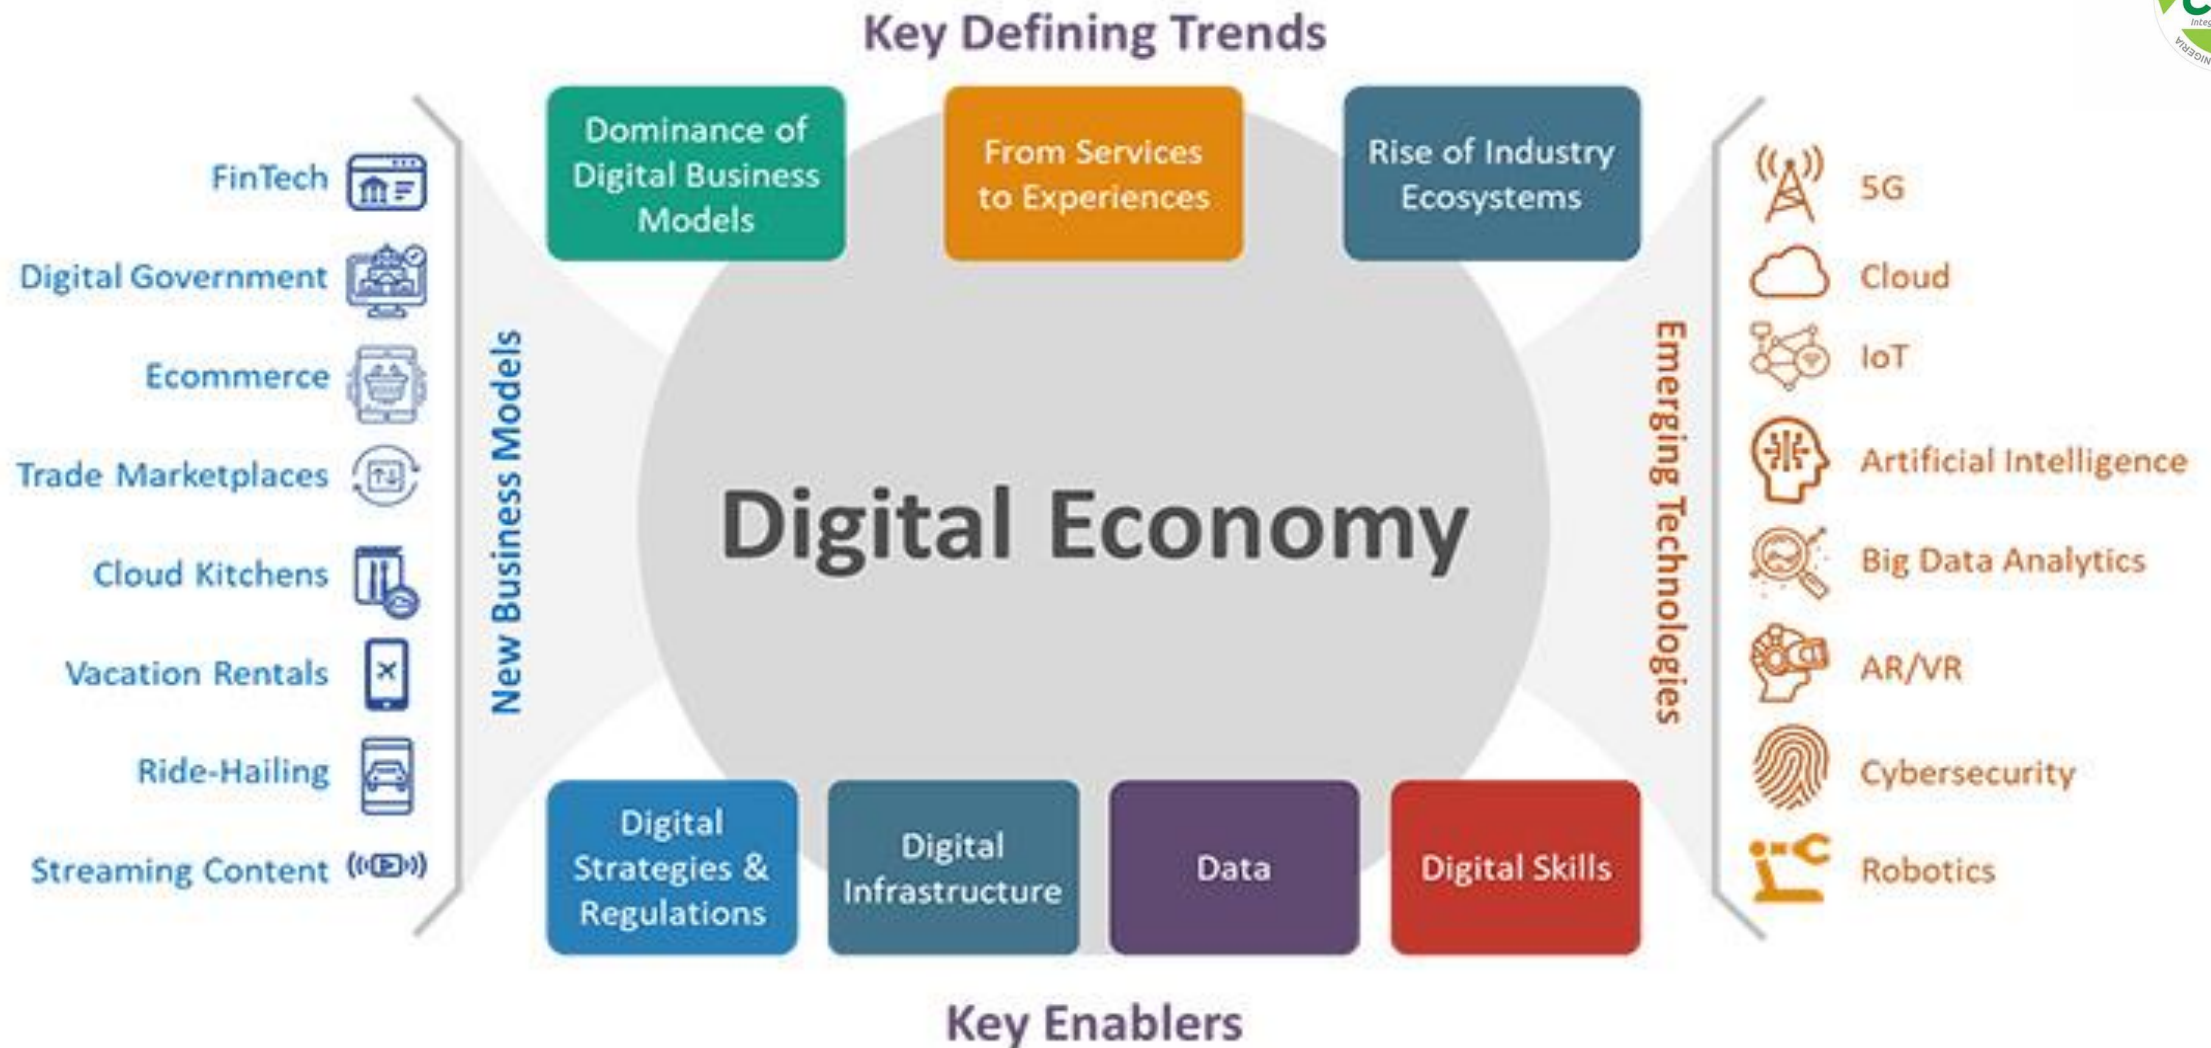 Key Defining Trends
Dominance of
Digital Business
Models
From Services
to Experiences
Rise of Industry
Ecosystems
New Business Models
FinTech
Digital Government
Ecommerce
Trade Marketplaces
Cloud Kitchens
Vacation Rentals
Ride-Hailing
Streaming Content
Digital Economy
Emerging Technologies
5G
Cloud
IoT
Artificial Intelligence
Big Data Analytics
AR/VR
Cybersecurity
Robotics
Digital
Strategies &
Regulations
Digital
Infrastructure
Data
Digital Skills
Key Enablers